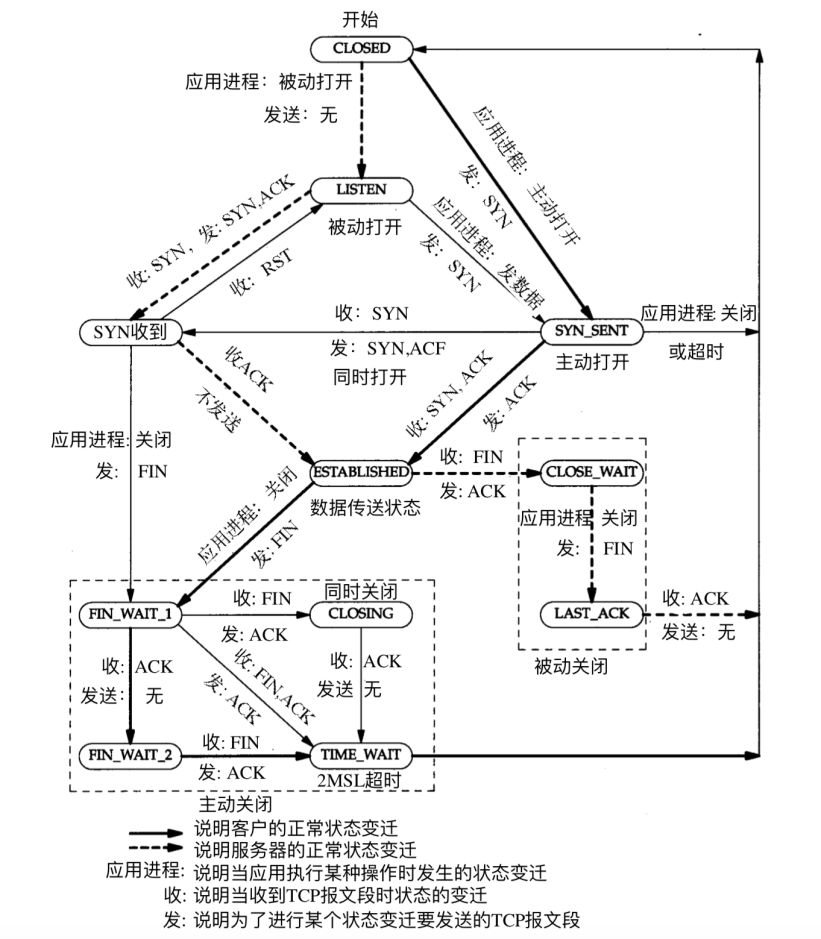 开始
CLOSED
应用进程：被动打开
发送：无
应用进程：主动打开
发：SYN
LISTEN
被动打开
收: SYN，发: SYN,ACK
收：RST
应用进程：发数据
发：SYN
SYN收到
收：SYN
发：SYN,ACF
同时打开
SYN_SENT
主动打开
应用进程: 关闭
或超时
收ACK
不发送
收: SYN, ACK
发: ACK
应用进程: 关闭
发: FIN
ESTABLISHED
数据传送状态
收: FIN
发: ACK
CLOSE_WAIT
应用进程 关闭
发: FIN
LAST_ACK
收: ACK
发送：无
被动关闭
应用进程：关闭
发: FIN
FIN_WAIT_1
收: FIN
发: ACK
同时关闭
CLOSING
收: ACK
发送： 无
收: FIN,ACK
发: ACK
收: ACK
发送 无
FIN_WAIT_2
收: FIN
发: ACK
TIME_WAIT
2MSL超时
主动关闭
说明客户的正常状态变迁
说明服务器的正常状态变迁
应用进程: 说明当应用执行某种操作时发生的状态变迁
收: 说明当收到TCP报文段时状态的变迁
发: 说明为了进行某个状态变迁要发送的TCP报文段